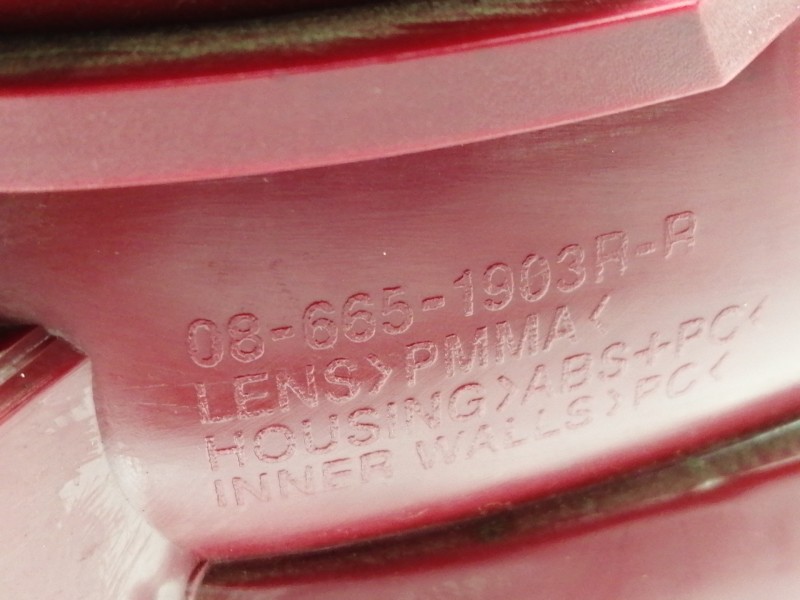 08-665-1903R-R
LENS>PMMA<
HOUSING>ABS+PC<
INNER WALLS>PC<